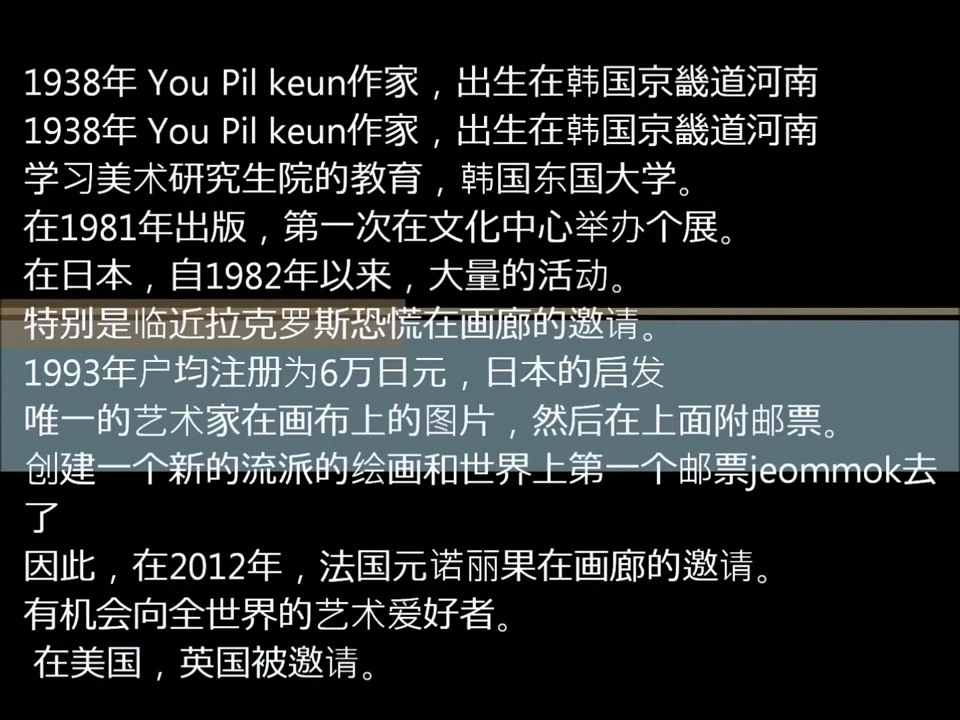 1938年 You Pil keun作家，出生在韩国京畿道河南
1938年 You Pil keun作家，出生在韩国京畿道河南
学习美术研究生院的教育，韩国东国大学。
在1981年出版，第一次在文化中心举办个展。
在日本，自1982年以来，大量的活动。
特别是临近拉克罗斯恐慌在画廊的邀请。
1993年户均注册为6万日元，日本的启发
唯一的艺术家在画布上的图片，然后在上面附邮票。
创建一个新的流派的绘画和世界上第一个邮票jeommok去
了
因此，在2012年，法国元诺丽果在画廊的邀请。
有机会向全世界的艺术爱好者。
在美国，英国被邀请。